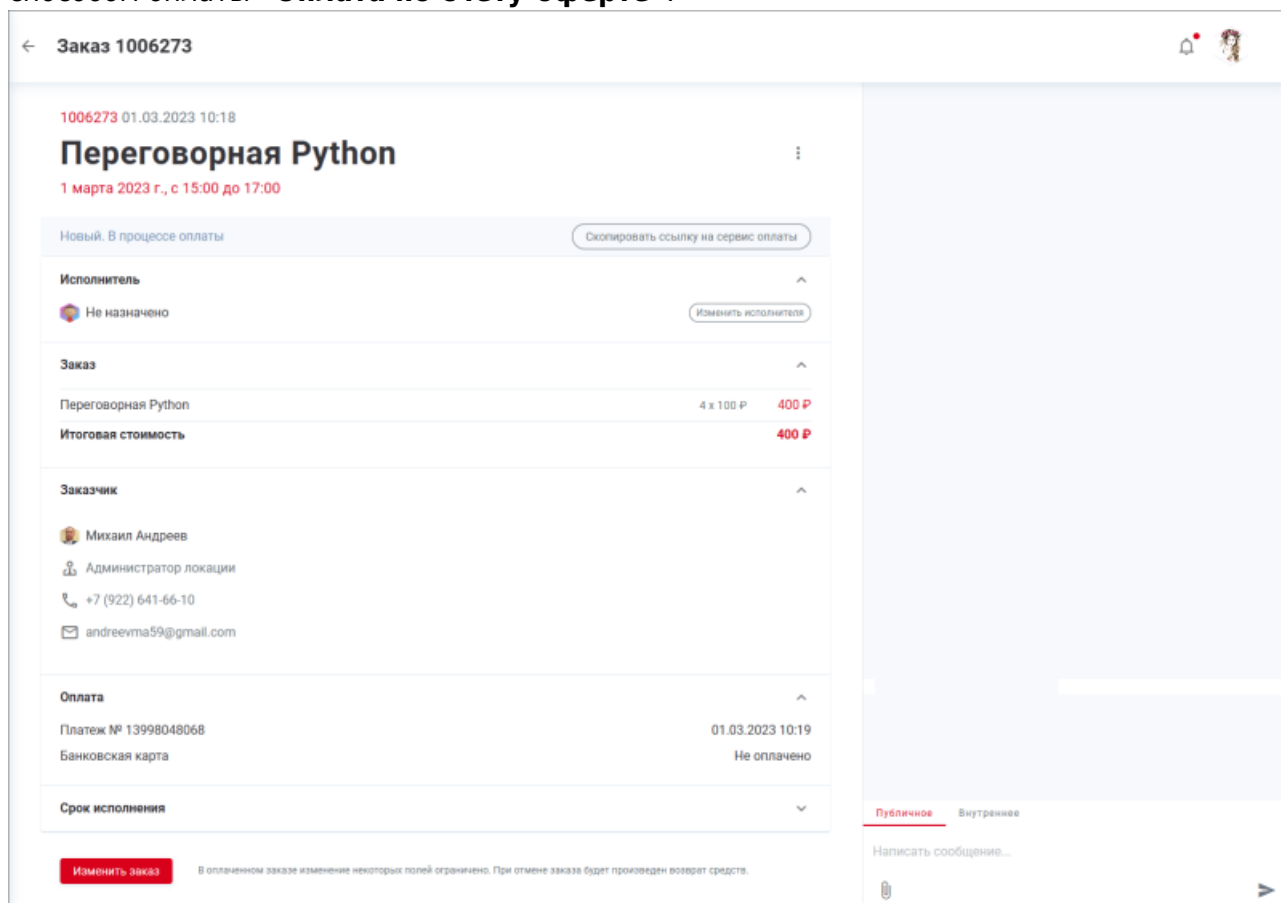 Заказ 1006273
1006273 01.03.2023 10:18
Переговорная Python
1 марта 2023 г., с 15:00 до 17:00
Новый. В процессе оплаты
Скопировать ссылку на сервис оплаты
Исполнитель
Не назначено
Изменить исполнителя
Заказ
Переговорная Python 4 x 100 ₽ 400 ₽
Итоговая стоимость 400 ₽
Заказчик
Михаил Андреев
Администратор локации
+7 (922) 641-66-10
andreevma59@gmail.com
Оплата
Платеж № 13998048068 01.03.2023 10:19
Банковская карта Не оплачено
Срок исполнения
Публичное Внутреннее
Написать сообщение...
Изменить заказ
В оплаченном заказе изменение некоторых полей ограничено. При отмене заказа будет произведен возврат средств.